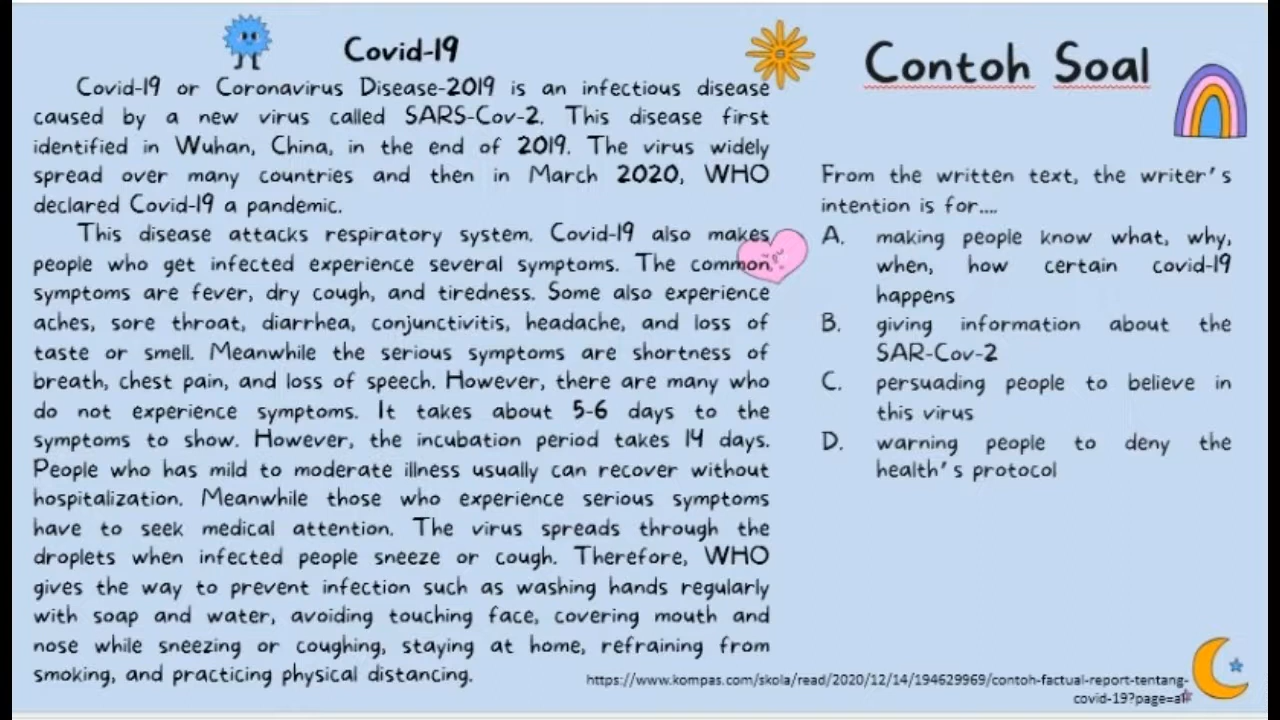 Covid-19
Covid-19 or Coronavirus Disease-2019 is an infectious disease
caused by a new virus called SARS-Cov-2. This disease first
identified in Wuhan, China, in the end of 2019. The virus widely
spread over many countries and then in March 2020, WHO
declared Covid-19 a pandemic.
This disease attacks respiratory system. Covid-19 also makes
people who get infected experience several symptoms. The common
symptoms are fever, dry cough, and tiredness. Some also experience
aches, sore throat, diarrhea, conjunctivitis, headache, and loss of
taste or smell. Meanwhile the serious symptoms are shortness of
breath, chest pain, and loss of speech. However, there are many who
do not experience symptoms. It takes about 5-6 days to the
symptoms to show. However, the incubation period takes 14 days.
People who has mild to moderate illness usually can recover without
hospitalization. Meanwhile those who experience serious symptoms
have to seek medical attention. The virus spreads through the
droplets when infected people sneeze or cough. Therefore, WHO
gives the way to prevent infection such as washing hands regularly
with soap and water, avoiding touching face, covering mouth and
nose while sneezing or coughing, staying at home, refraining from
smoking, and practicing physical distancing.
Contoh Soal
From the written text, the writer's
intention is for....
A. making people know what, why,
when, how certain covid-19
happens
B. giving information about the
SAR-Cov-2
C. persuading people to believe in
this virus
D. warning people to deny the
health's protocol
https://www.kompas.com/skola/read/2020/12/14/194629969/contoh-factual-report-tentang-
covid-19?page=all